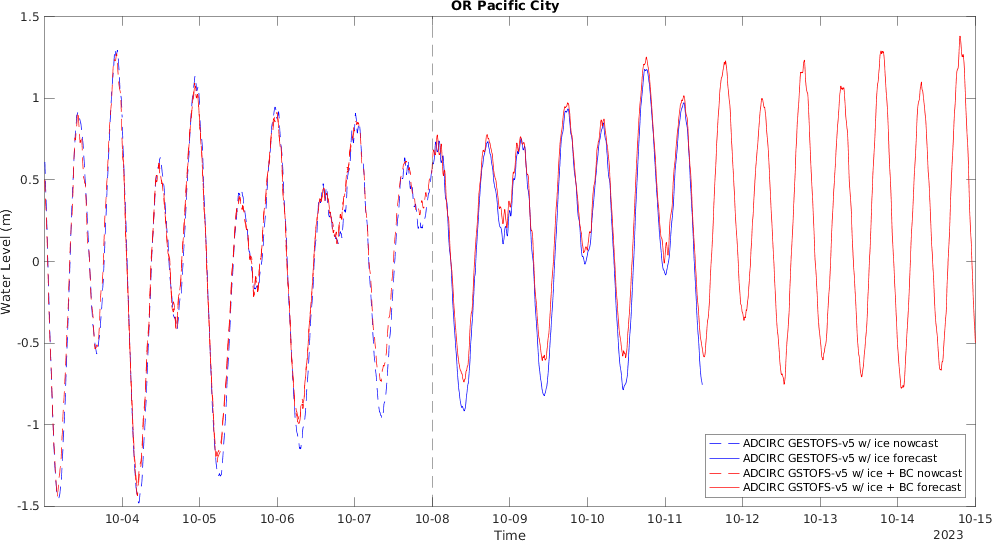 OR Pacific City
1.5
1
0.5
0
-0.5
-1
-1.5
Water Level (m)
10-04 10-05 10-06 10-07 10-08 10-09 10-10 10-11 10-12 10-13 10-14 10-15
Time
2023
ADCIRC GESTOFS-v5 w/ ice nowcast
ADCIRC GESTOFS-v5 w/ ice forecast
ADCIRC GSTOFS-v5 w/ ice + BC nowcast
ADCIRC GSTOFS-v5 w/ ice + BC forecast